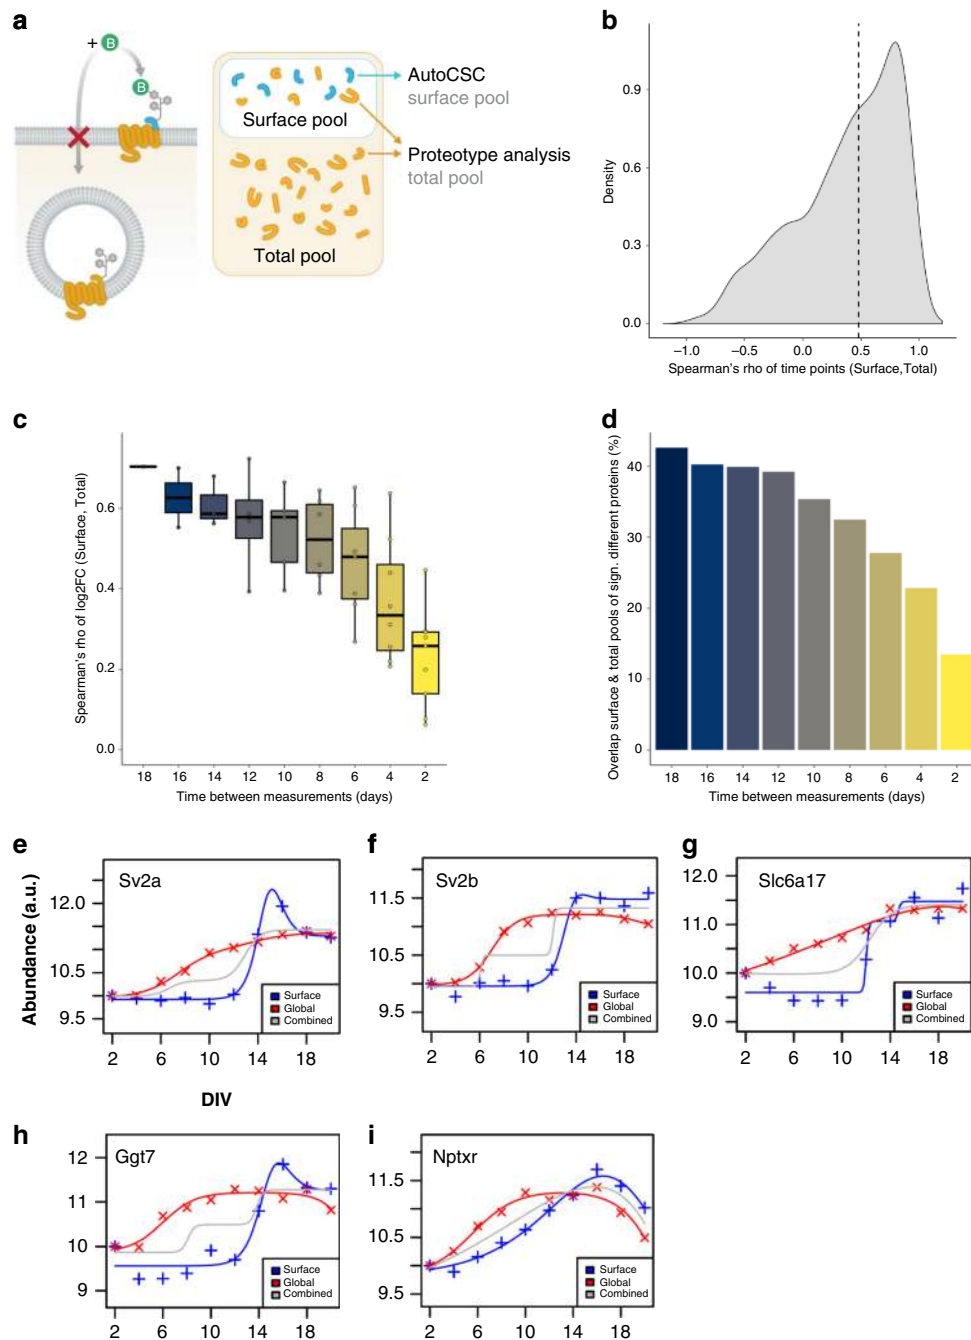 a
+ B
B
Surface pool
Total pool
AutoCSC
surface pool
Proteotype analysis
total pool
b
Density
0.9
0.6
0.3
0.0
−1.0 −0.5 0.0 0.5 1.0
Spearman's rho of time points (Surface,Total)
c
Spearman's rho of log2FC (Surface, Total)
0.6
0.4
0.2
0.0
18 16 14 12 10 8 6 4 2
Time between measurements (days)
d
Overlap surface & total pools of sign. different proteins (%)
40
30
20
10
0
18 16 14 12 10 8 6 4 2
Time between measurements (days)
e
Abundance (a.u.)
Sv2a
12.0
10.5
9.5
Surface
Global
Combined
2 6 10 14 18
DIV
f
Sv2b
11.5
10.5
9.5
Surface
Global
Combined
2 6 10 14 18
g
Slc6a17
12.0
11.0
10.0
9.0
Surface
Global
Combined
2 6 10 14 18
h
Ggt7
12
11
10
9
Surface
Global
Combined
2 6 10 14 18
i
Nptxr
11.5
10.5
9.5
Surface
Global
Combined
2 6 10 14 18